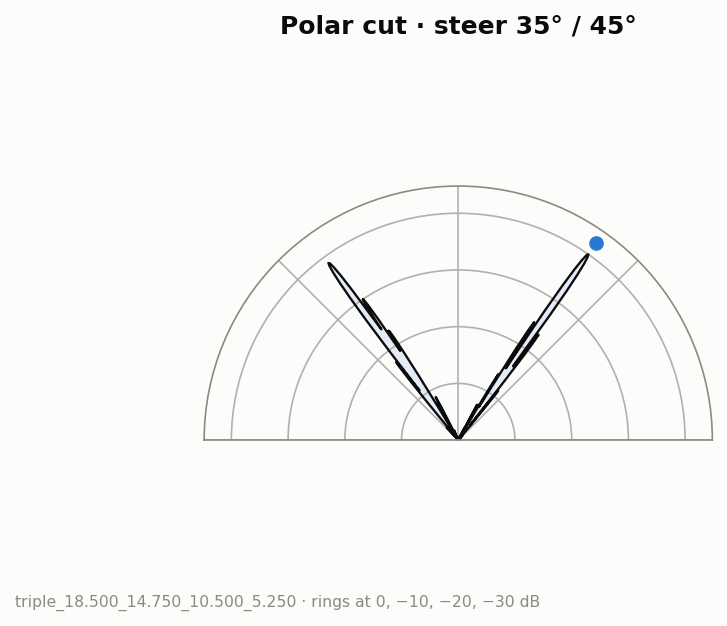 Polar cut · steer 35° / 45°
triple_18.500_14.750_10.500_5.250 · rings at 0, −10, −20, −30 dB